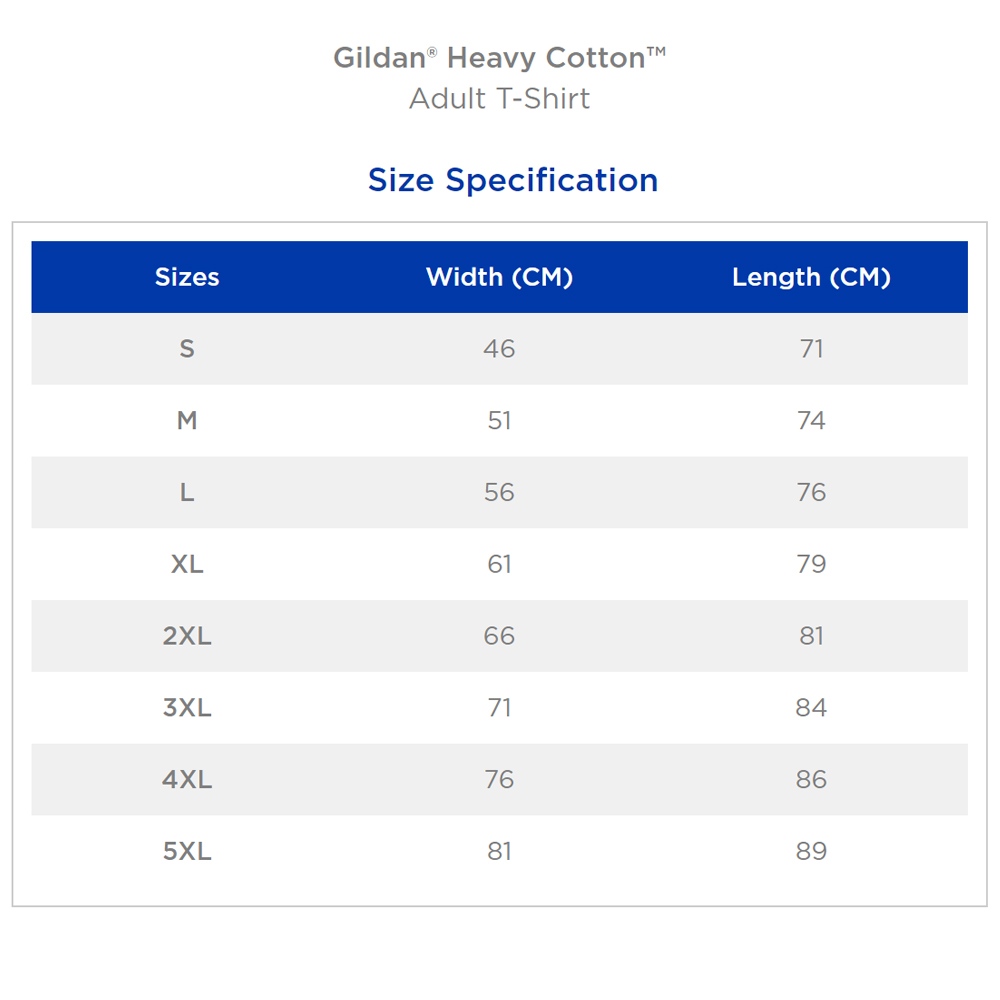 Gildan® Heavy Cotton™
Adult T-Shirt
Size Specification
Sizes Width (CM) Length (CM)
S 46 71
M 51 74
L 56 76
XL 61 79
2XL 66 81
3XL 71 84
4XL 76 86
5XL 81 89